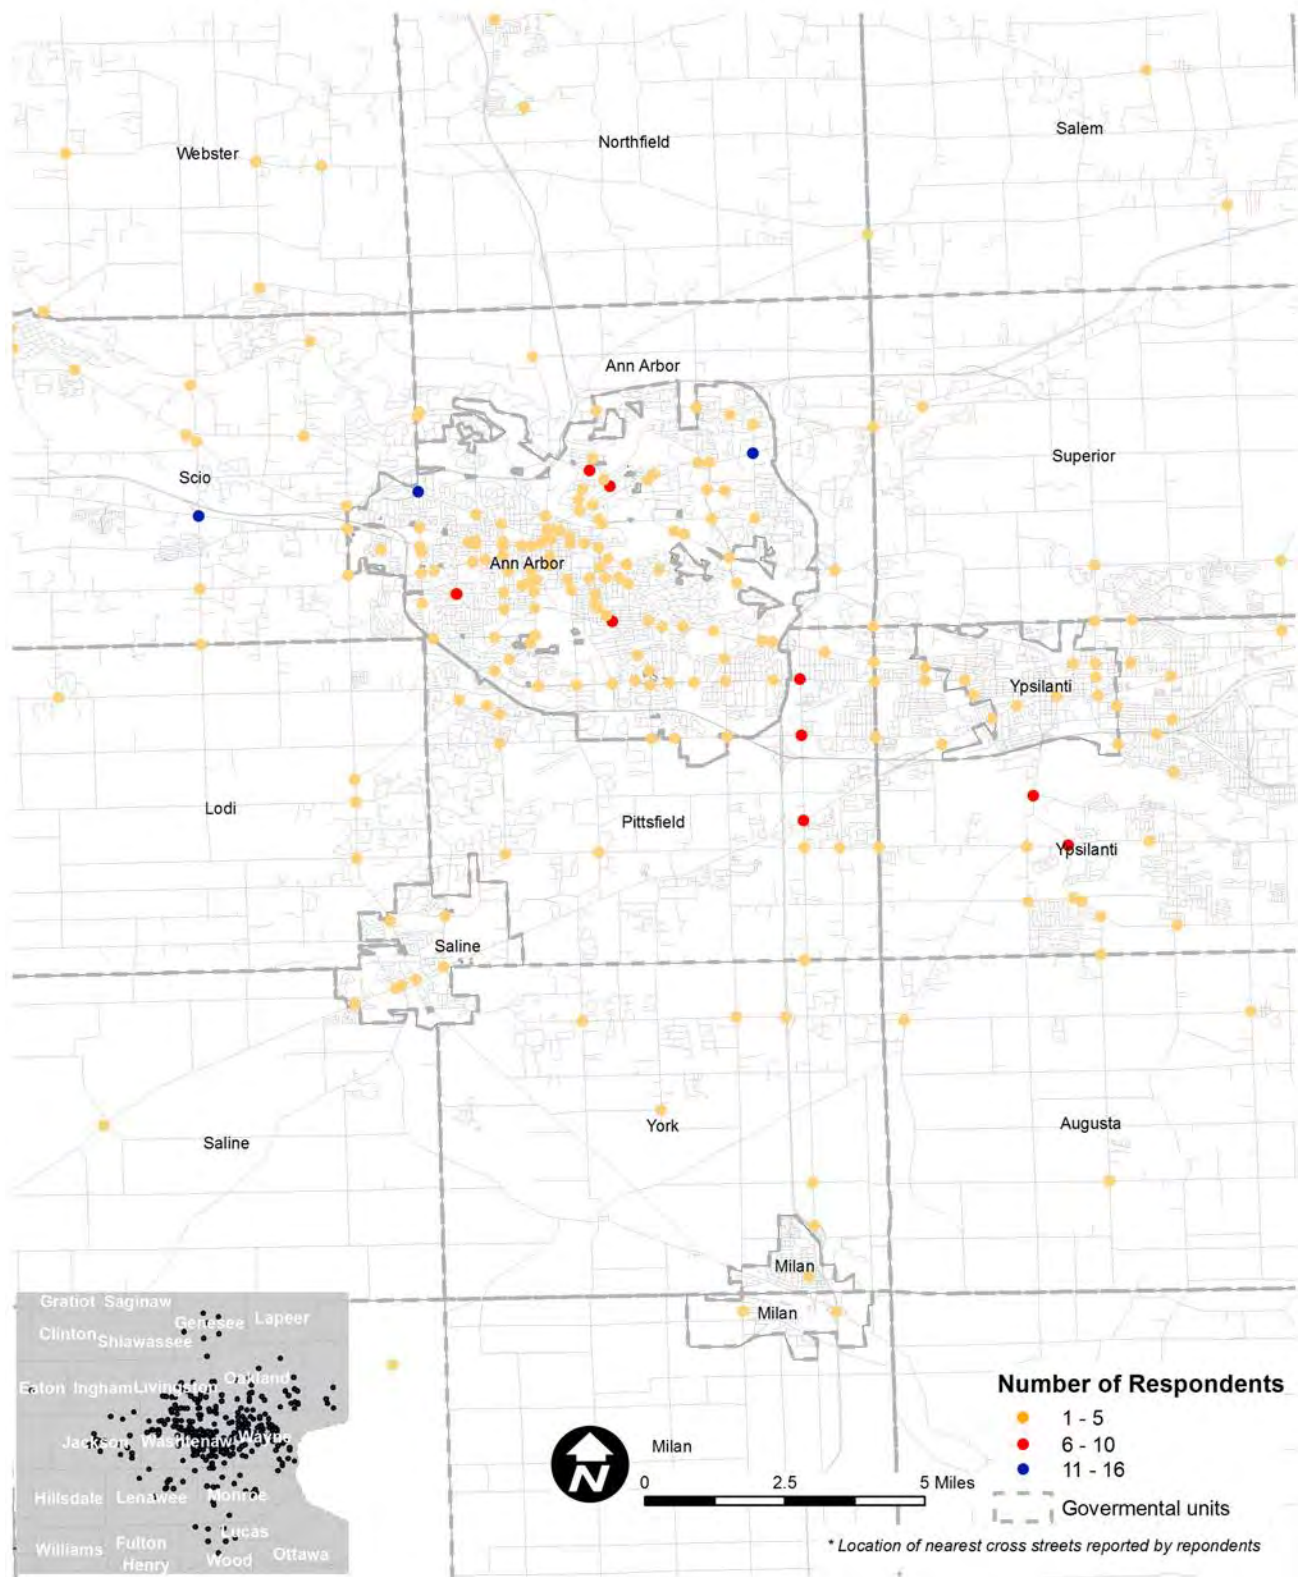 Northfield
Salem
Webster
Ann Arbor
Superior
Scio
Ann Arbor
Ypsilanti
Lodi
Pittsfield
Ypsilanti
Saline
York
Augusta
Saline
Milan
Milan
Gratiot Saginaw
Genesee Lapeer
Clinton Shiawassee
Eaton Ingham Livingston Oakland
Jackson Washtenaw Wayne
Hillsdale Lenawee Monroe
Lucas
Williams Fulton Wood Ottawa
Henry
N
Milan
0 2.5 5 Miles
Number of Respondents
1 - 5
6 - 10
11 - 16
Govermental units
* Location of nearest cross streets reported by repondents